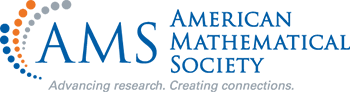 AMS
AMERICAN
MATHEMATICAL
SOCIETY
Advancing research. Creating connections.